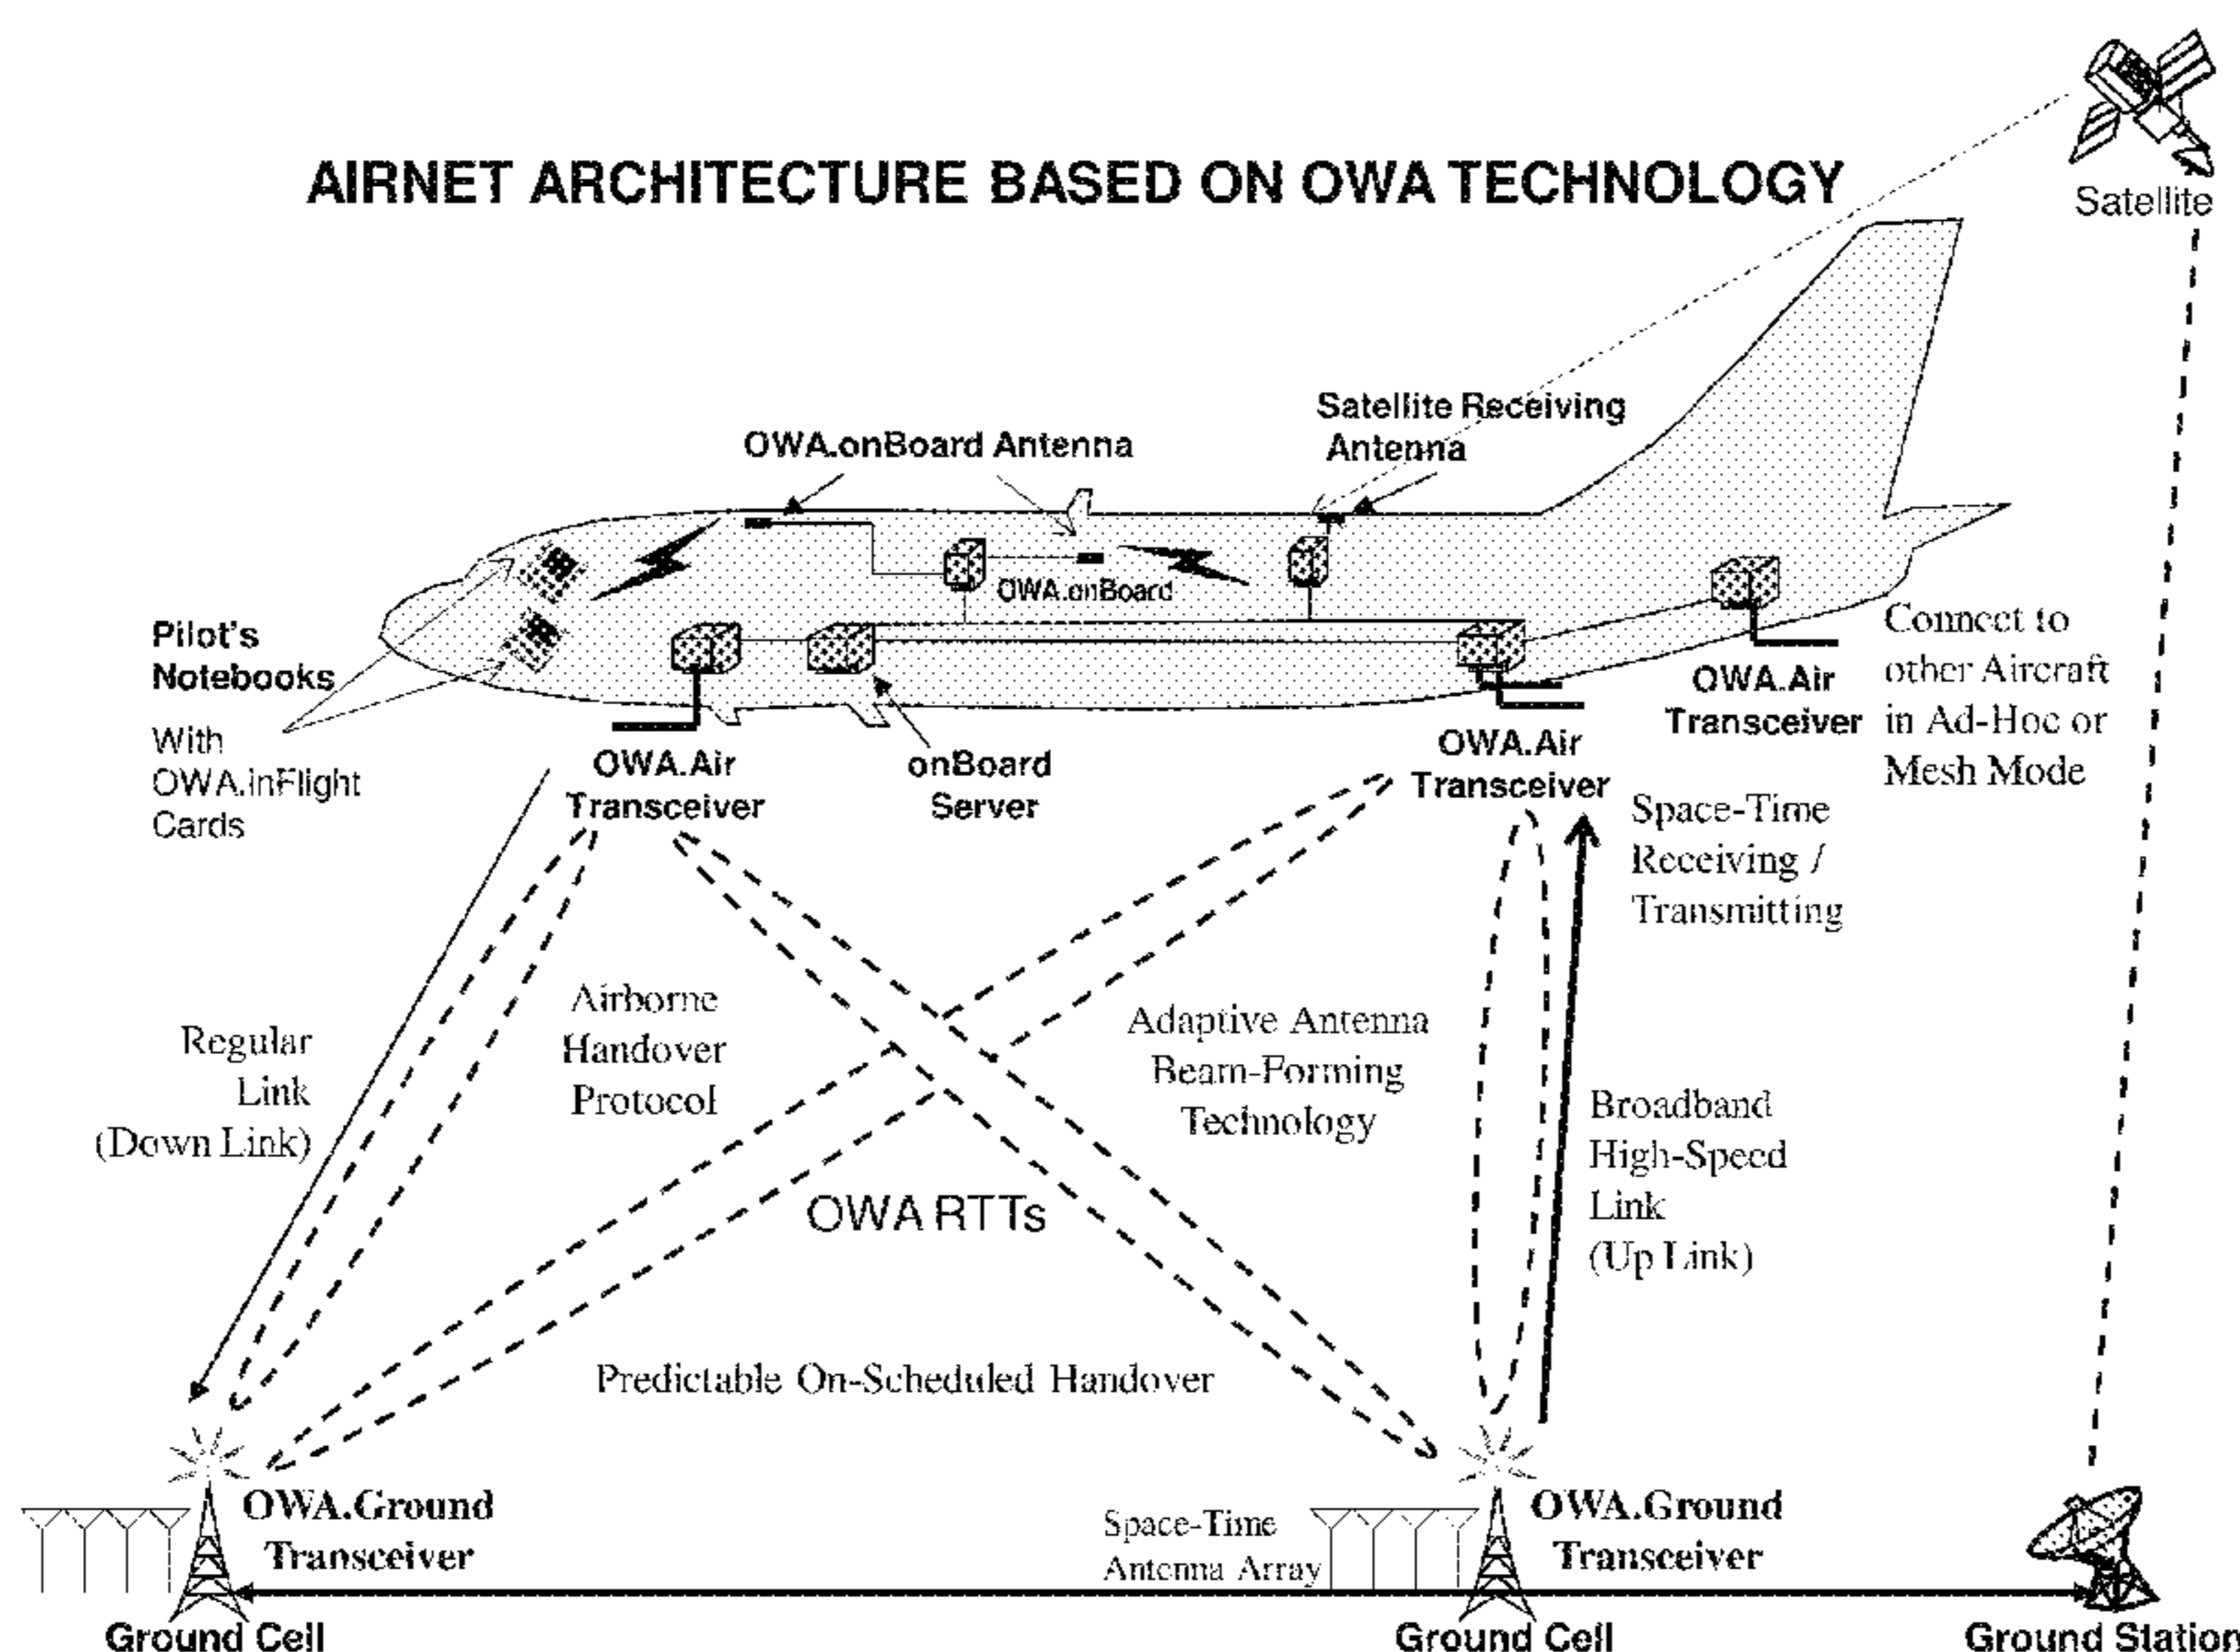 AIRNET ARCHITECTURE BASED ON OWA TECHNOLOGY
Satellite
Satellite Receiving
Antenna
OWA.onBoard Antenna
OWA.onBoard
Pilot's
Notebooks
With
OWA.inFlight
Cards
OWA.Air
Transceiver
onBoard
Server
OWA.Air
Transceiver
OWA.Air
Transceiver
Connect to
other Aircraft
in Ad-Hoc or
Mesh Mode
Space-Time
Receiving /
Transmitting
Regular
Link
(Down Link)
Airborne
Handover
Protocol
Adaptive Antenna
Beam-Forming
Technology
Broadband
High-Speed
Link
(Up Link)
OWA RTTs
Predictable On-Scheduled Handover
OWA.Ground
Transceiver
Space-Time
Antenna Array
OWA.Ground
Transceiver
Ground Cell
Ground Cell
Ground Station